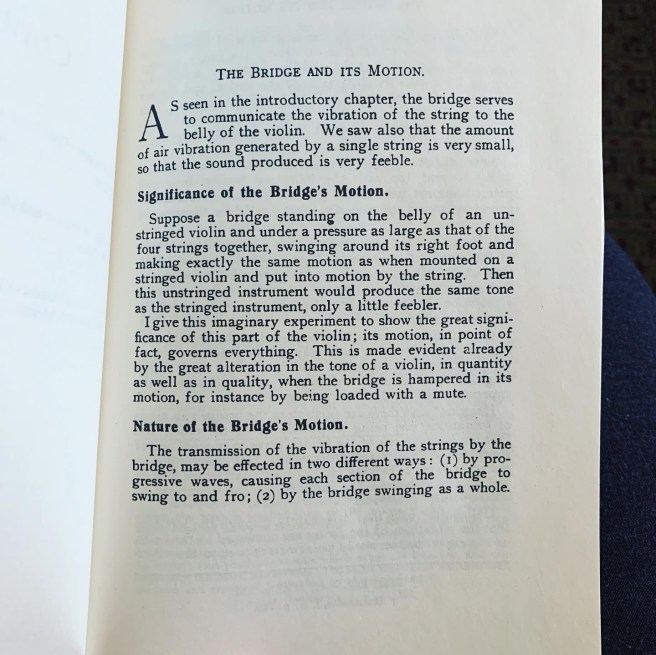 THE BRIDGE AND ITS MOTION.
AS seen in the introductory chapter, the bridge serves
to communicate the vibration of the string to the
belly of the violin. We saw also that the amount
of air vibration generated by a single string is very small,
so that the sound produced is very feeble.
Significance of the Bridge's Motion.
Suppose a bridge standing on the belly of an un-
stringed violin and under a pressure as large as that of the
four strings together, swinging around its right foot and
making exactly the same motion as when mounted on a
stringed violin and put into motion by the string. Then
this unstringed instrument would produce the same tone
as the stringed instrument, only a little feebler.
I give this imaginary experiment to show the great signi-
ficance of this part of the violin; its motion, in point of
fact, governs everything. This is made evident already
by the great alteration in the tone of a violin, in quantity
as well as in quality, when the bridge is hampered in its
motion, for instance by being loaded with a mute.
Nature of the Bridge's Motion.
The transmission of the vibration of the strings by the
bridge, may be effected in two different ways: (1) by pro-
gressive waves, causing each section of the bridge to
swing to and fro; (2) by the bridge swinging as a whole.